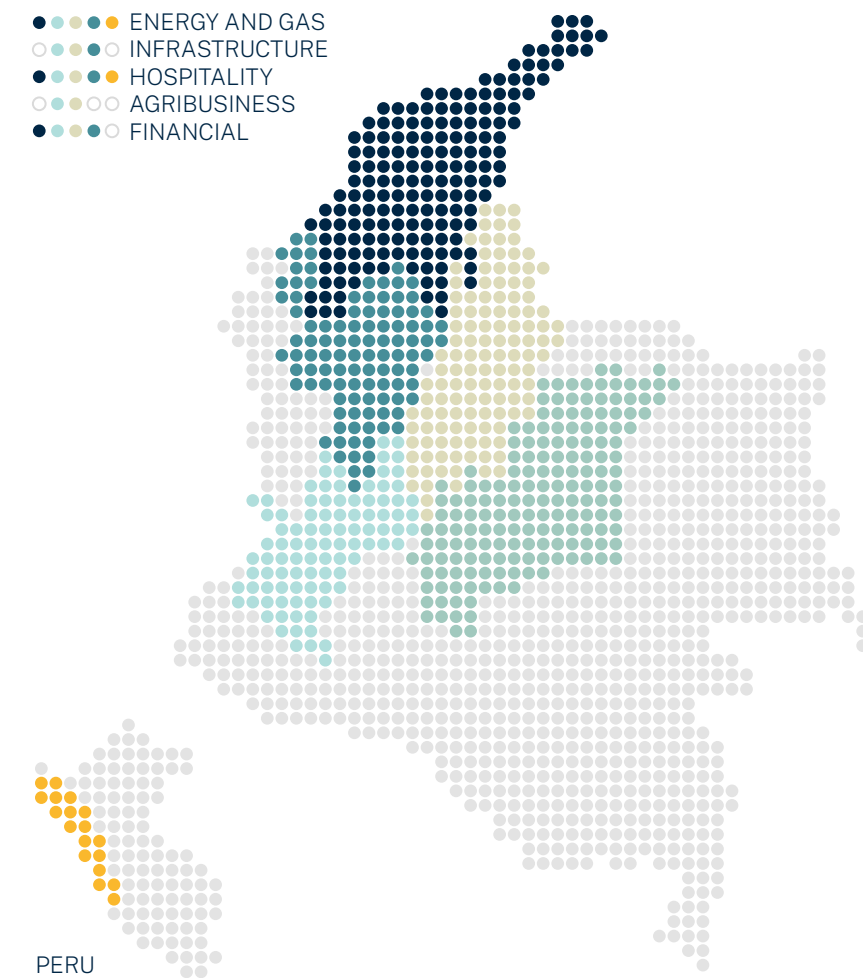 ENERGY AND GAS
INFRASTRUCTURE
HOSPITALITY
AGRIBUSINESS
FINANCIAL
PERU